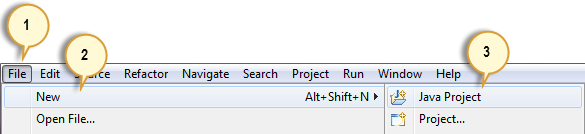 1
2
3
File Edit Source Refactor Navigate Search Project Run Window Help
New Alt+Shift+N Java Project
Open File... Project...